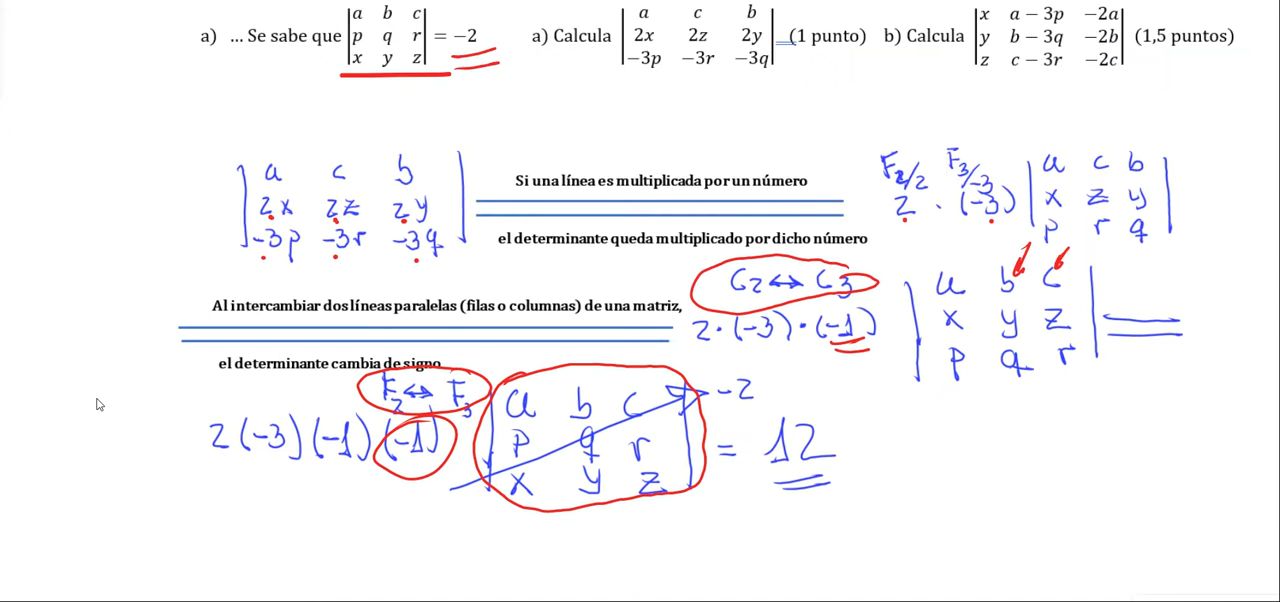 a) ... Se sabe que |a b c| = −2 a) Calcula |a c b| (1 punto) b) Calcula |x a − 3p −2a| (1,5 puntos)
|p q r| |2x 2z 2y| |y b − 3q −2b|
|x y z| |−3p −3r −3q| |z c − 3r −2c|
|a c b|
|2x 2z 2y|
|-3p -3r -3q|
Si una línea es multiplicada por un número
el determinante queda multiplicado por dicho número
F2/2 F3/-3
2 · (-3) |a c b|
|x z y|
|p r q|
Al intercambiar dos líneas paralelas (filas o columnas) de una matriz,
el determinante cambia de signo
C2 ↔ C3
2 · (-3) · (-1) |a b c|
|x y z|
|p q r|
F2 ↔ F3
2 (-3) (-1) (-1) |a b c| -2
|p q r| = 12
|x y z|